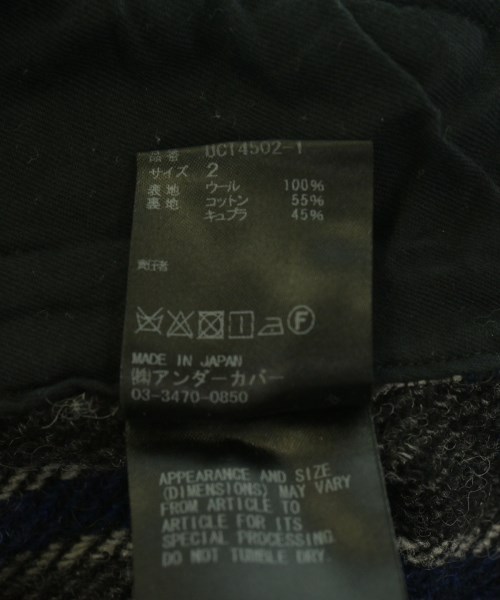 品番 UCT4502-1
サイズ 2
表地 ウール 100%
裏地 コットン 55%
キュプラ 45%
責任者
F
MADE IN JAPAN
㈱アンダーカバー
03-3470-0850
APPEARANCE AND SIZE
(DIMENSIONS) MAY VARY
FROM ARTICLE TO
ARTICLE FOR ITS
SPECIAL PROCESSING.
DO NOT TUMBLE DRY.